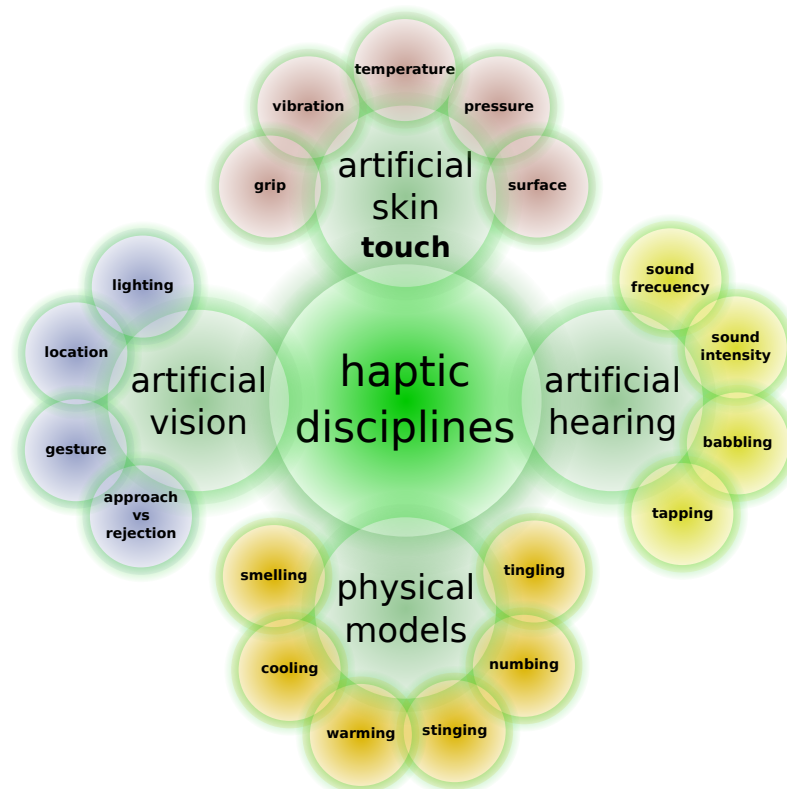 temperature
vibration
pressure
grip
surface
artificial
skin
touch
lighting
location
gesture
approach
vs
rejection
artificial
vision
haptic
disciplines
artificial
hearing
sound
frecuency
sound
intensity
babbling
tapping
physical
models
smelling
cooling
warming
stinging
numbing
tingling